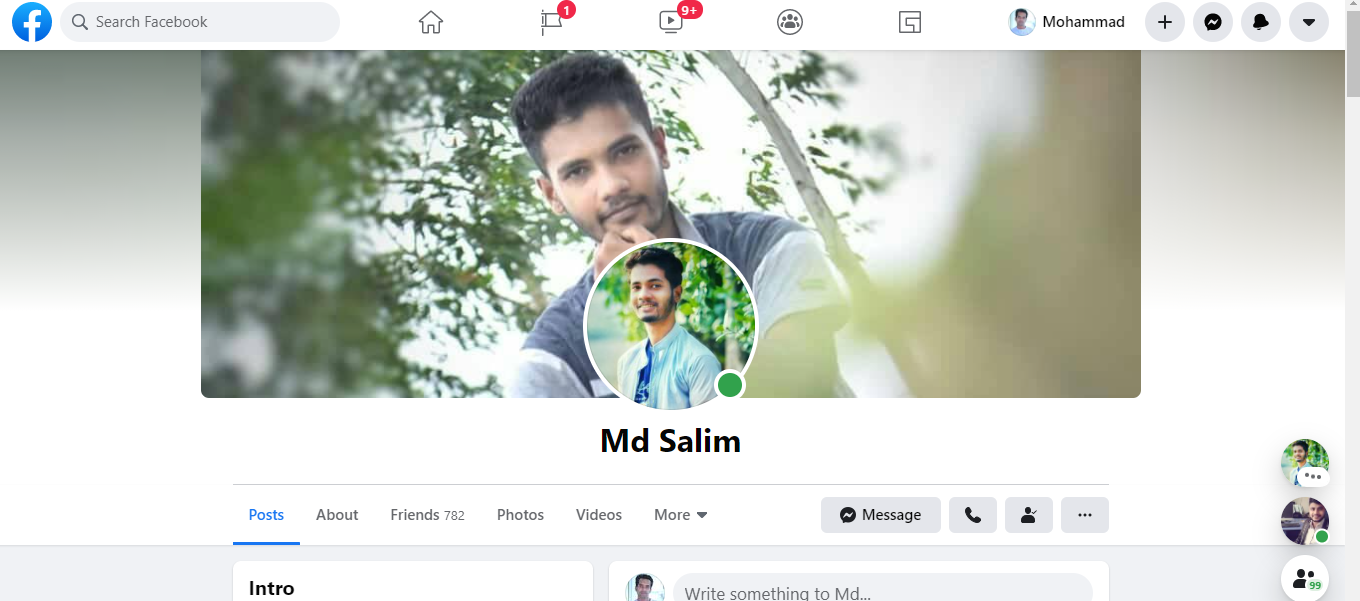 Search Facebook
1
9+
Mohammad
Md Salim
Posts About Friends 782 Photos Videos More
Message
Intro
Write something to Md...
99